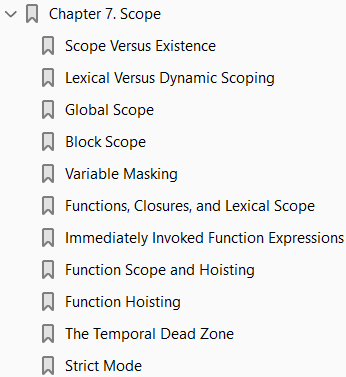 Chapter 7. Scope
Scope Versus Existence
Lexical Versus Dynamic Scoping
Global Scope
Block Scope
Variable Masking
Functions, Closures, and Lexical Scope
Immediately Invoked Function Expressions
Function Scope and Hoisting
Function Hoisting
The Temporal Dead Zone
Strict Mode